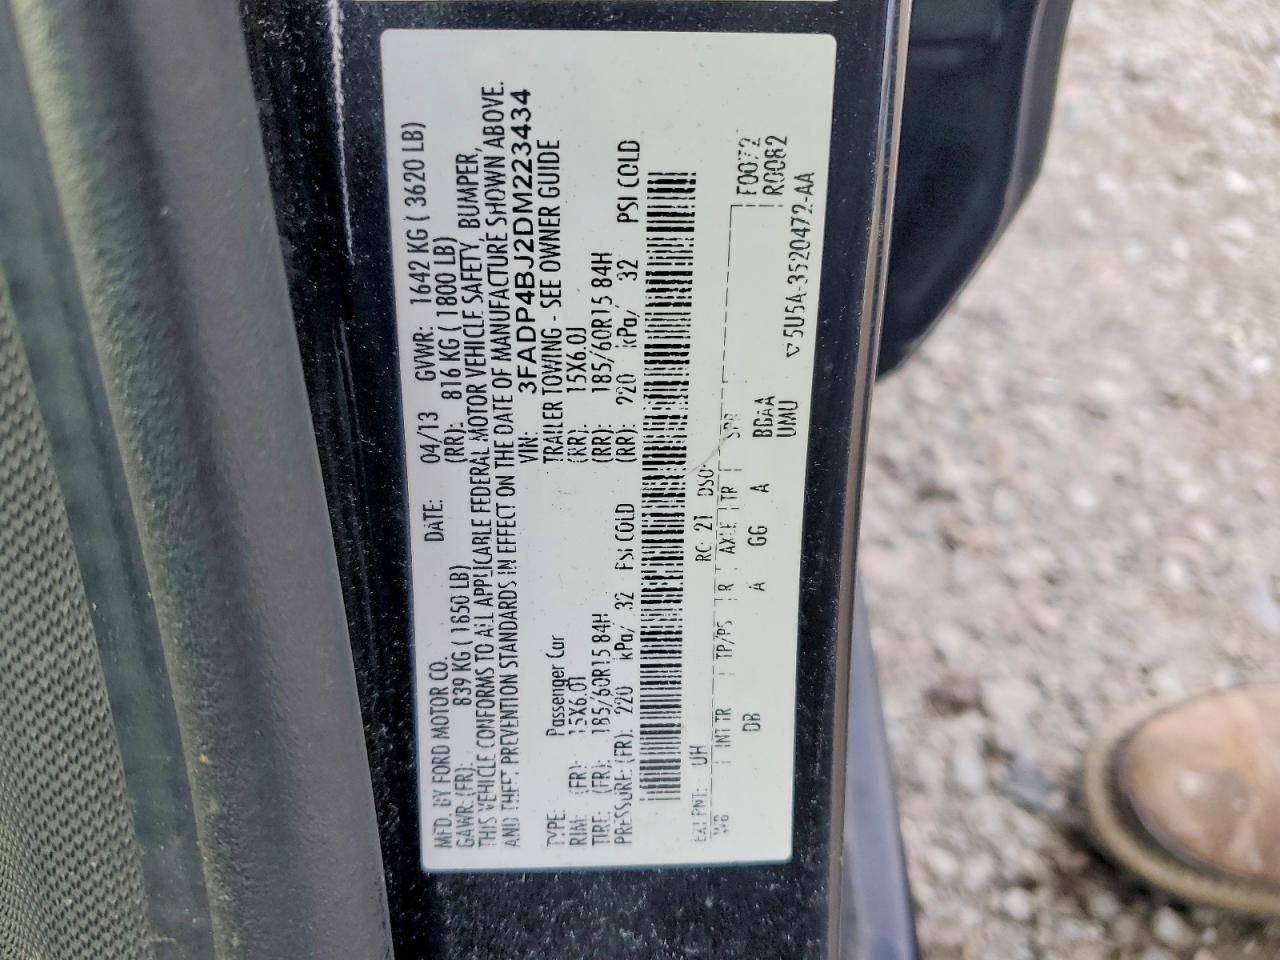 MFD. BY FORD MOTOR CO. DATE: 04/13 GVWR: 1642 KG ( 3620 LB)
GAWR: (FR): 839 KG ( 1850 LB) (RR): 816 KG ( 1800 LB)
THIS VEHICLE CONFORMS TO ALL APPLICABLE FEDERAL MOTOR VEHICLE SAFETY, BUMPER,
AND THEFT PREVENTION STANDARDS IN EFFECT ON THE DATE OF MANUFACTURE SHOWN ABOVE.
VIN: 3FADP4BJ2DM223434
TYPE: Passenger Car TRAILER TOWING - SEE OWNER GUIDE
RIM: (FR): 15X6.0J (RR): 15X6.0J
TIRE: (FR): 185/60R15 84H (RR): 185/60R15 84H
PRESSURE: (FR): 220 kPa/ 32 PSI COLD (RR): 220 kPa/ 32 PSI COLD
EXT PNT: UH RC: 21 DSO:
WB INT TR TP/PS R AXLE TR SPR F0072
DB A GG A BBAA R0082
UMU
5U5A-3520472-AA